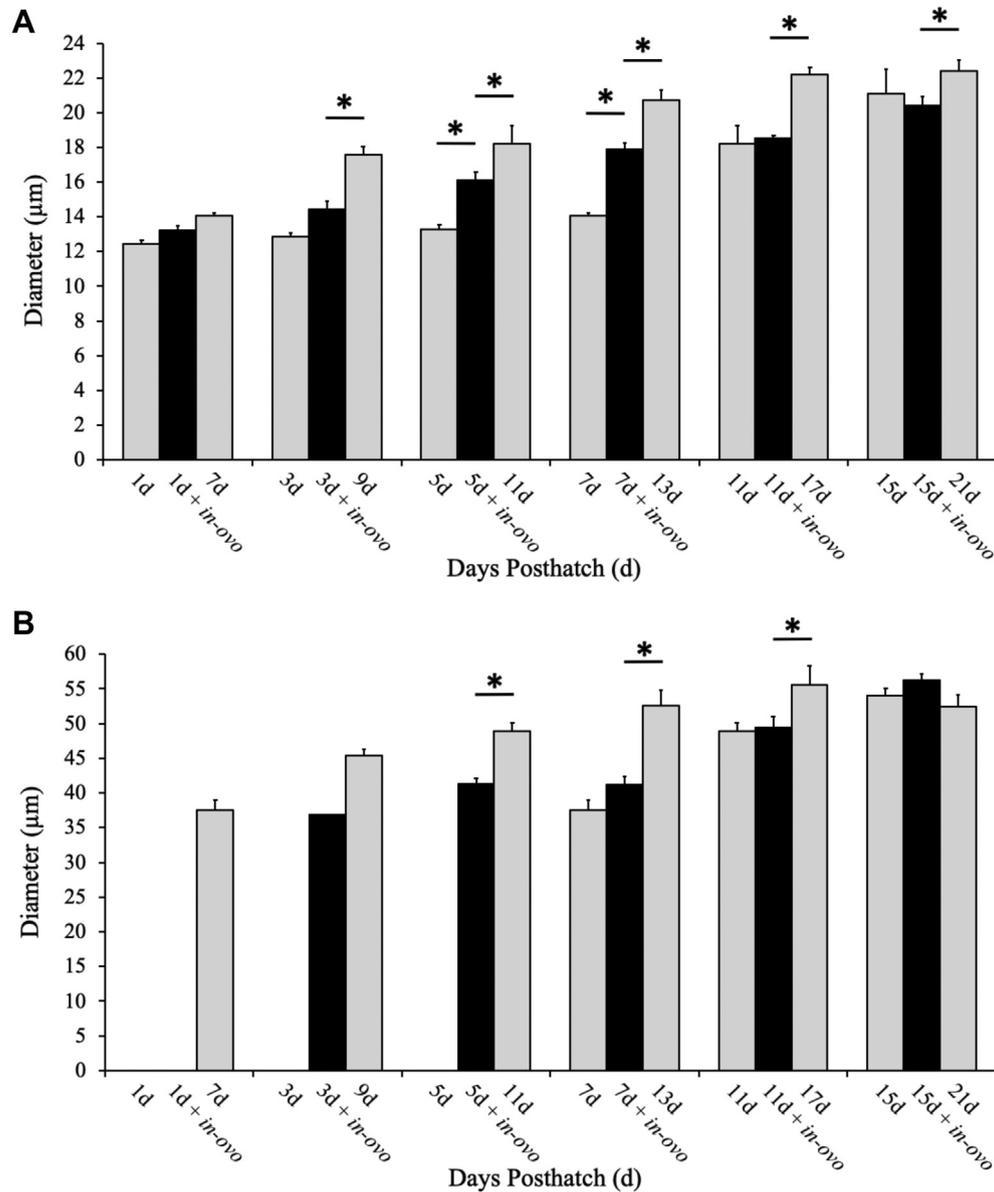 A
24
22
20
18
16
14
12
10
8
6
4
2
0
Diameter (µm)
* * * * * * *
1d 1d + in-ovo 7d 3d 3d + in-ovo 9d 5d 5d + in-ovo 11d 7d 7d + in-ovo 13d 11d 11d + in-ovo 17d 15d 15d + in-ovo 21d
Days Posthatch (d)
B
60
55
50
45
40
35
30
25
20
15
10
5
0
Diameter (µm)
* * *
1d 1d + in-ovo 7d 3d 3d + in-ovo 9d 5d 5d + in-ovo 11d 7d 7d + in-ovo 13d 11d 11d + in-ovo 17d 15d 15d + in-ovo 21d
Days Posthatch (d)